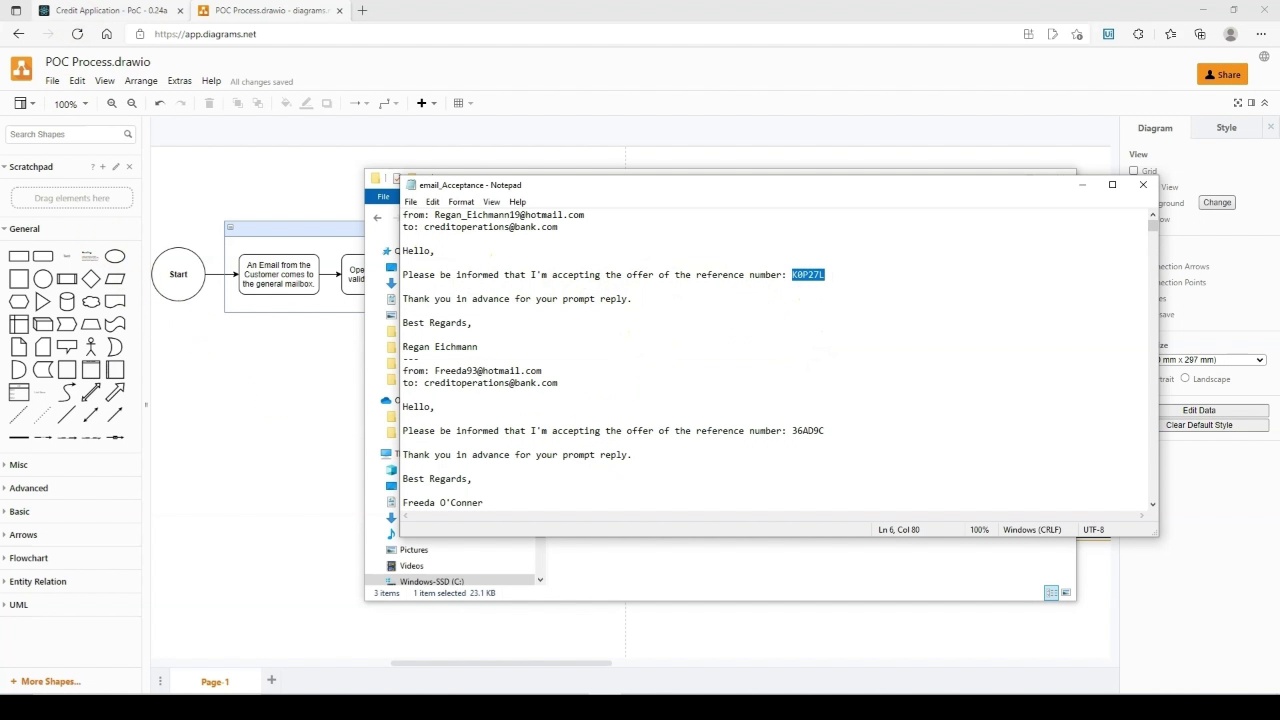 Credit Application - PoC - 0.24a
POC Process.drawio - diagrams.
https://app.diagrams.net
POC Process.drawio
File Edit View Arrange Extras Help All changes saved
Share
100%
Search Shapes
Scratchpad
Drag elements here
General
Misc
Advanced
Basic
Arrows
Flowchart
Entity Relation
UML
+ More Shapes...
Start
An Email from the
Customer comes to
the general mailbox.
Ope
valid
File
email_Acceptance - Notepad
File Edit Format View Help
from: Regan_Eichmann19@hotmail.com
to: creditoperations@bank.com
Hello,
Please be informed that I'm accepting the offer of the reference number: K0P27L
Thank you in advance for your prompt reply.
Best Regards,
Regan Eichmann
---
from: Freeda93@hotmail.com
to: creditoperations@bank.com
Hello,
Please be informed that I'm accepting the offer of the reference number: 36AD9C
Thank you in advance for your prompt reply.
Best Regards,
Freeda O'Conner
Ln 6, Col 80
100%
Windows (CRLF)
UTF-8
Pictures
Videos
Windows-SSD (C:)
3 items 1 item selected 23.1 KB
Page-1
Diagram
Style
View
Grid
View
ground
Change
ow
nection Arrows
nection Points
es
save
ize
0 mm x 297 mm)
trait
Landscape
Edit Data
Clear Default Style